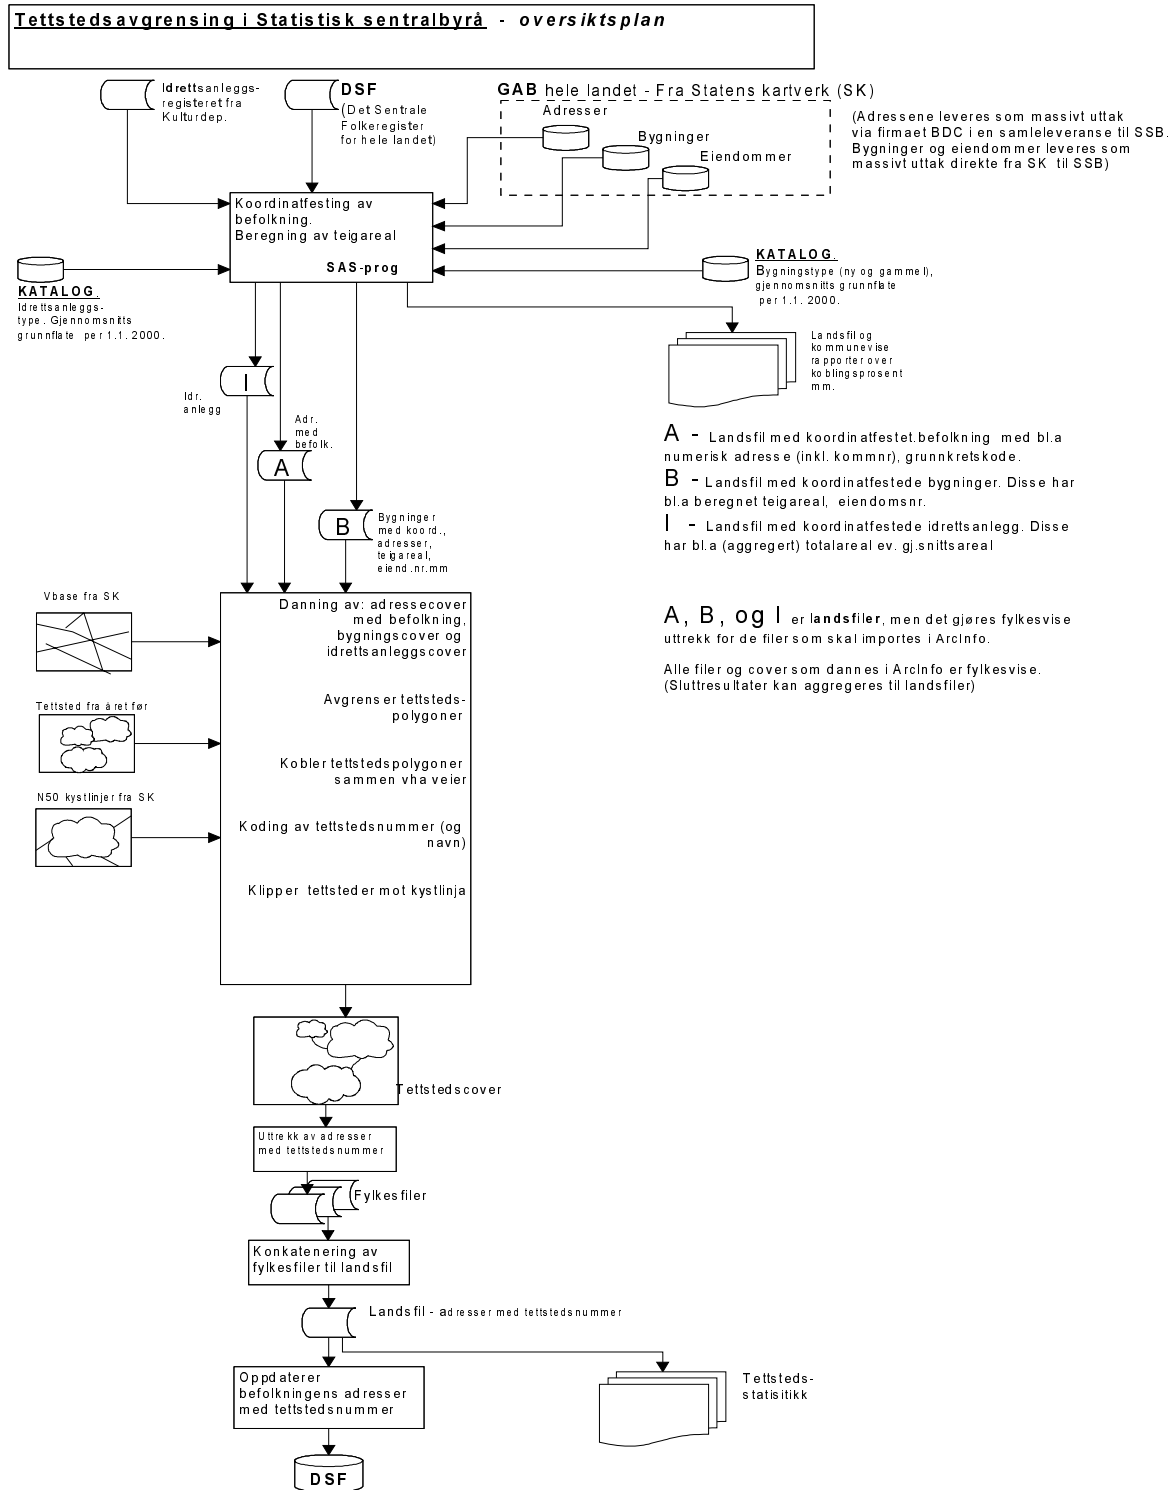 Tettstedsavgrensing i Statistisk sentralbyrå - oversiktsplan
Idrettsanleggs-
registeret fra
Kulturdep.
DSF
(Det Sentrale
Folkeregister
for hele landet)
GAB hele landet - Fra Statens kartverk (SK)
Adresser
Bygninger
Eiendommer
(Adressene leveres som massivt uttak
via firmaet BDC i en samleleveranse til SSB.
Bygninger og eiendommer leveres som
massivt uttak direkte fra SK til SSB)
Koordinatfesting av
befolkning.
Beregning av teigareal
SAS-prog
KATALOG.
Idrettsanleggs-
type. Gjennomsnitts
grunnflate per 1.1. 2000.
KATALOG.
Bygningstype (ny og gammel),
gjennomsnitts grunnflate
per 1.1. 2000.
Landsfil og
kommunevise
rapporter over
koblingsprosent
mm.
I
Idr.
anlegg
Adr.
med
befolk.
A
B
Bygninger
med koord.,
adresser,
teigareal,
eiend.nr.mm
A - Landsfil med koordinatfestet.befolkning med bl.a
numerisk adresse (inkl. kommnr), grunnkretskode.
B - Landsfil med koordinatfestede bygninger. Disse har
bl.a beregnet teigareal, eiendomsnr.
I - Landsfil med koordinatfestede idrettsanlegg. Disse
har bl.a (aggregert) totalareal ev. gj.snittsareal
A, B, og I er landsfiler, men det gjøres fylkesvise
uttrekk for de filer som skal importes i ArcInfo.
Alle filer og cover som dannes i ArcInfo er fylkesvise.
(Sluttresultater kan aggregeres til landsfiler)
Vbase fra SK
Tettsted fra året før
N50 kystlinjer fra SK
Danning av: adressecover
med befolkning,
bygningscover og
idrettsanleggscover
Avgrenser tettsteds-
polygoner
Kobler tettstedspolygoner
sammen vha veier
Koding av tettstedsnummer (og
navn)
Klipper tettsteder mot kystlinja
Tettstedscover
Uttrekk av adresser
med tettstedsnummer
Fylkesfiler
Konkatenering av
fylkesfiler til landsfil
Landsfil - adresser med tettstedsnummer
Oppdaterer
befolkningens adresser
med tettstedsnummer
Tettsteds-
statisitikk
DSF